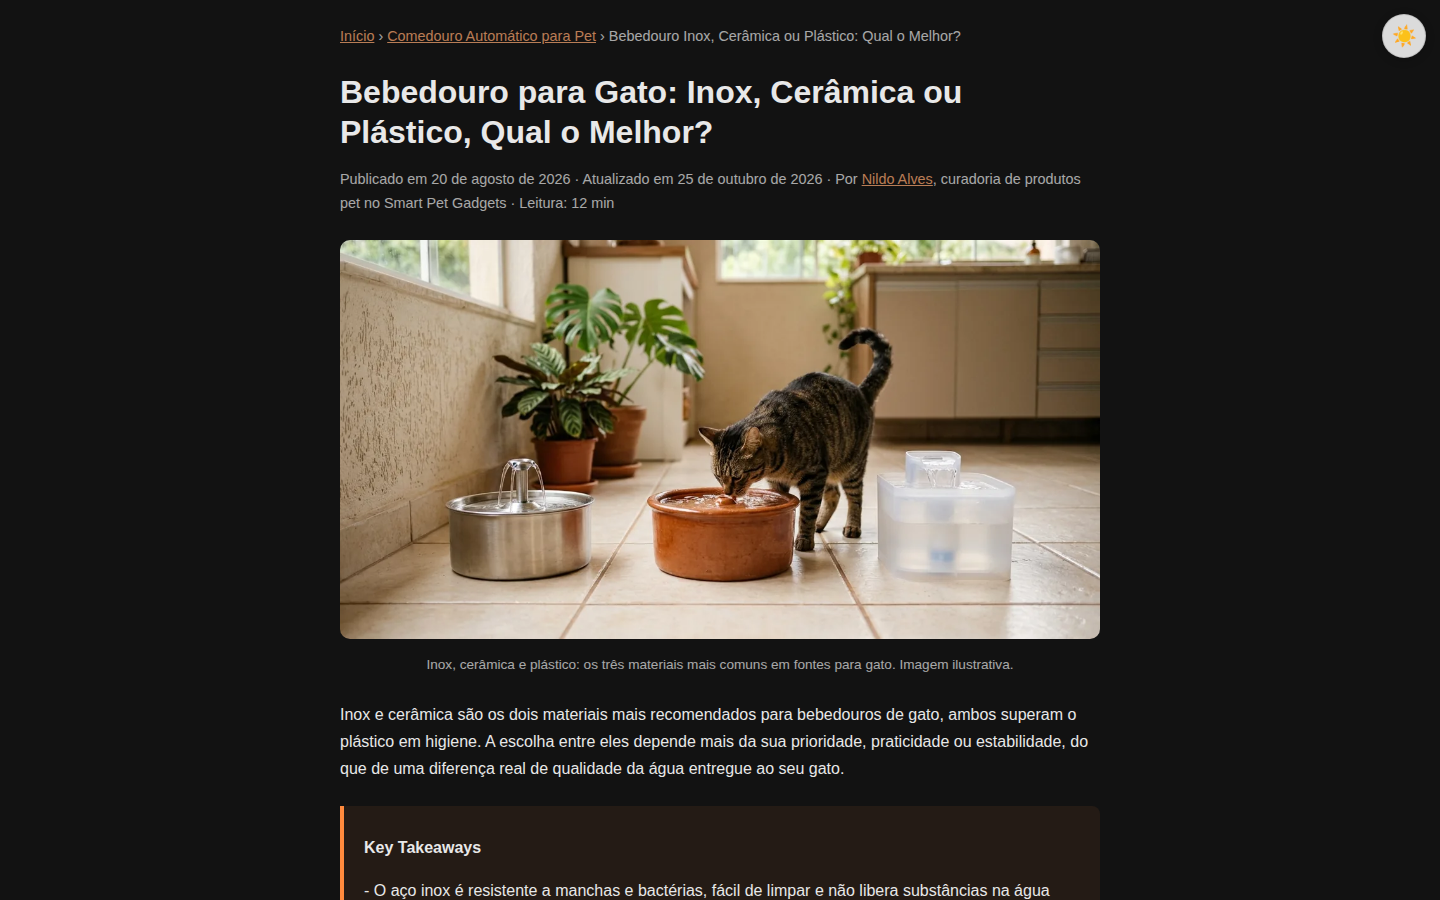 Início › Comedouro Automático para Pet › Bebedouro Inox, Cerâmica ou Plástico: Qual o Melhor?
Bebedouro para Gato: Inox, Cerâmica ou
Plástico, Qual o Melhor?
Publicado em 20 de agosto de 2026 · Atualizado em 25 de outubro de 2026 · Por Nildo Alves, curadoria de produtos
pet no Smart Pet Gadgets · Leitura: 12 min
Inox, cerâmica e plástico: os três materiais mais comuns em fontes para gato. Imagem ilustrativa.
Inox e cerâmica são os dois materiais mais recomendados para bebedouros de gato, ambos superam o
plástico em higiene. A escolha entre eles depende mais da sua prioridade, praticidade ou estabilidade, do
que de uma diferença real de qualidade da água entregue ao seu gato.
Key Takeaways
- O aço inox é resistente a manchas e bactérias, fácil de limpar e não libera substâncias na água